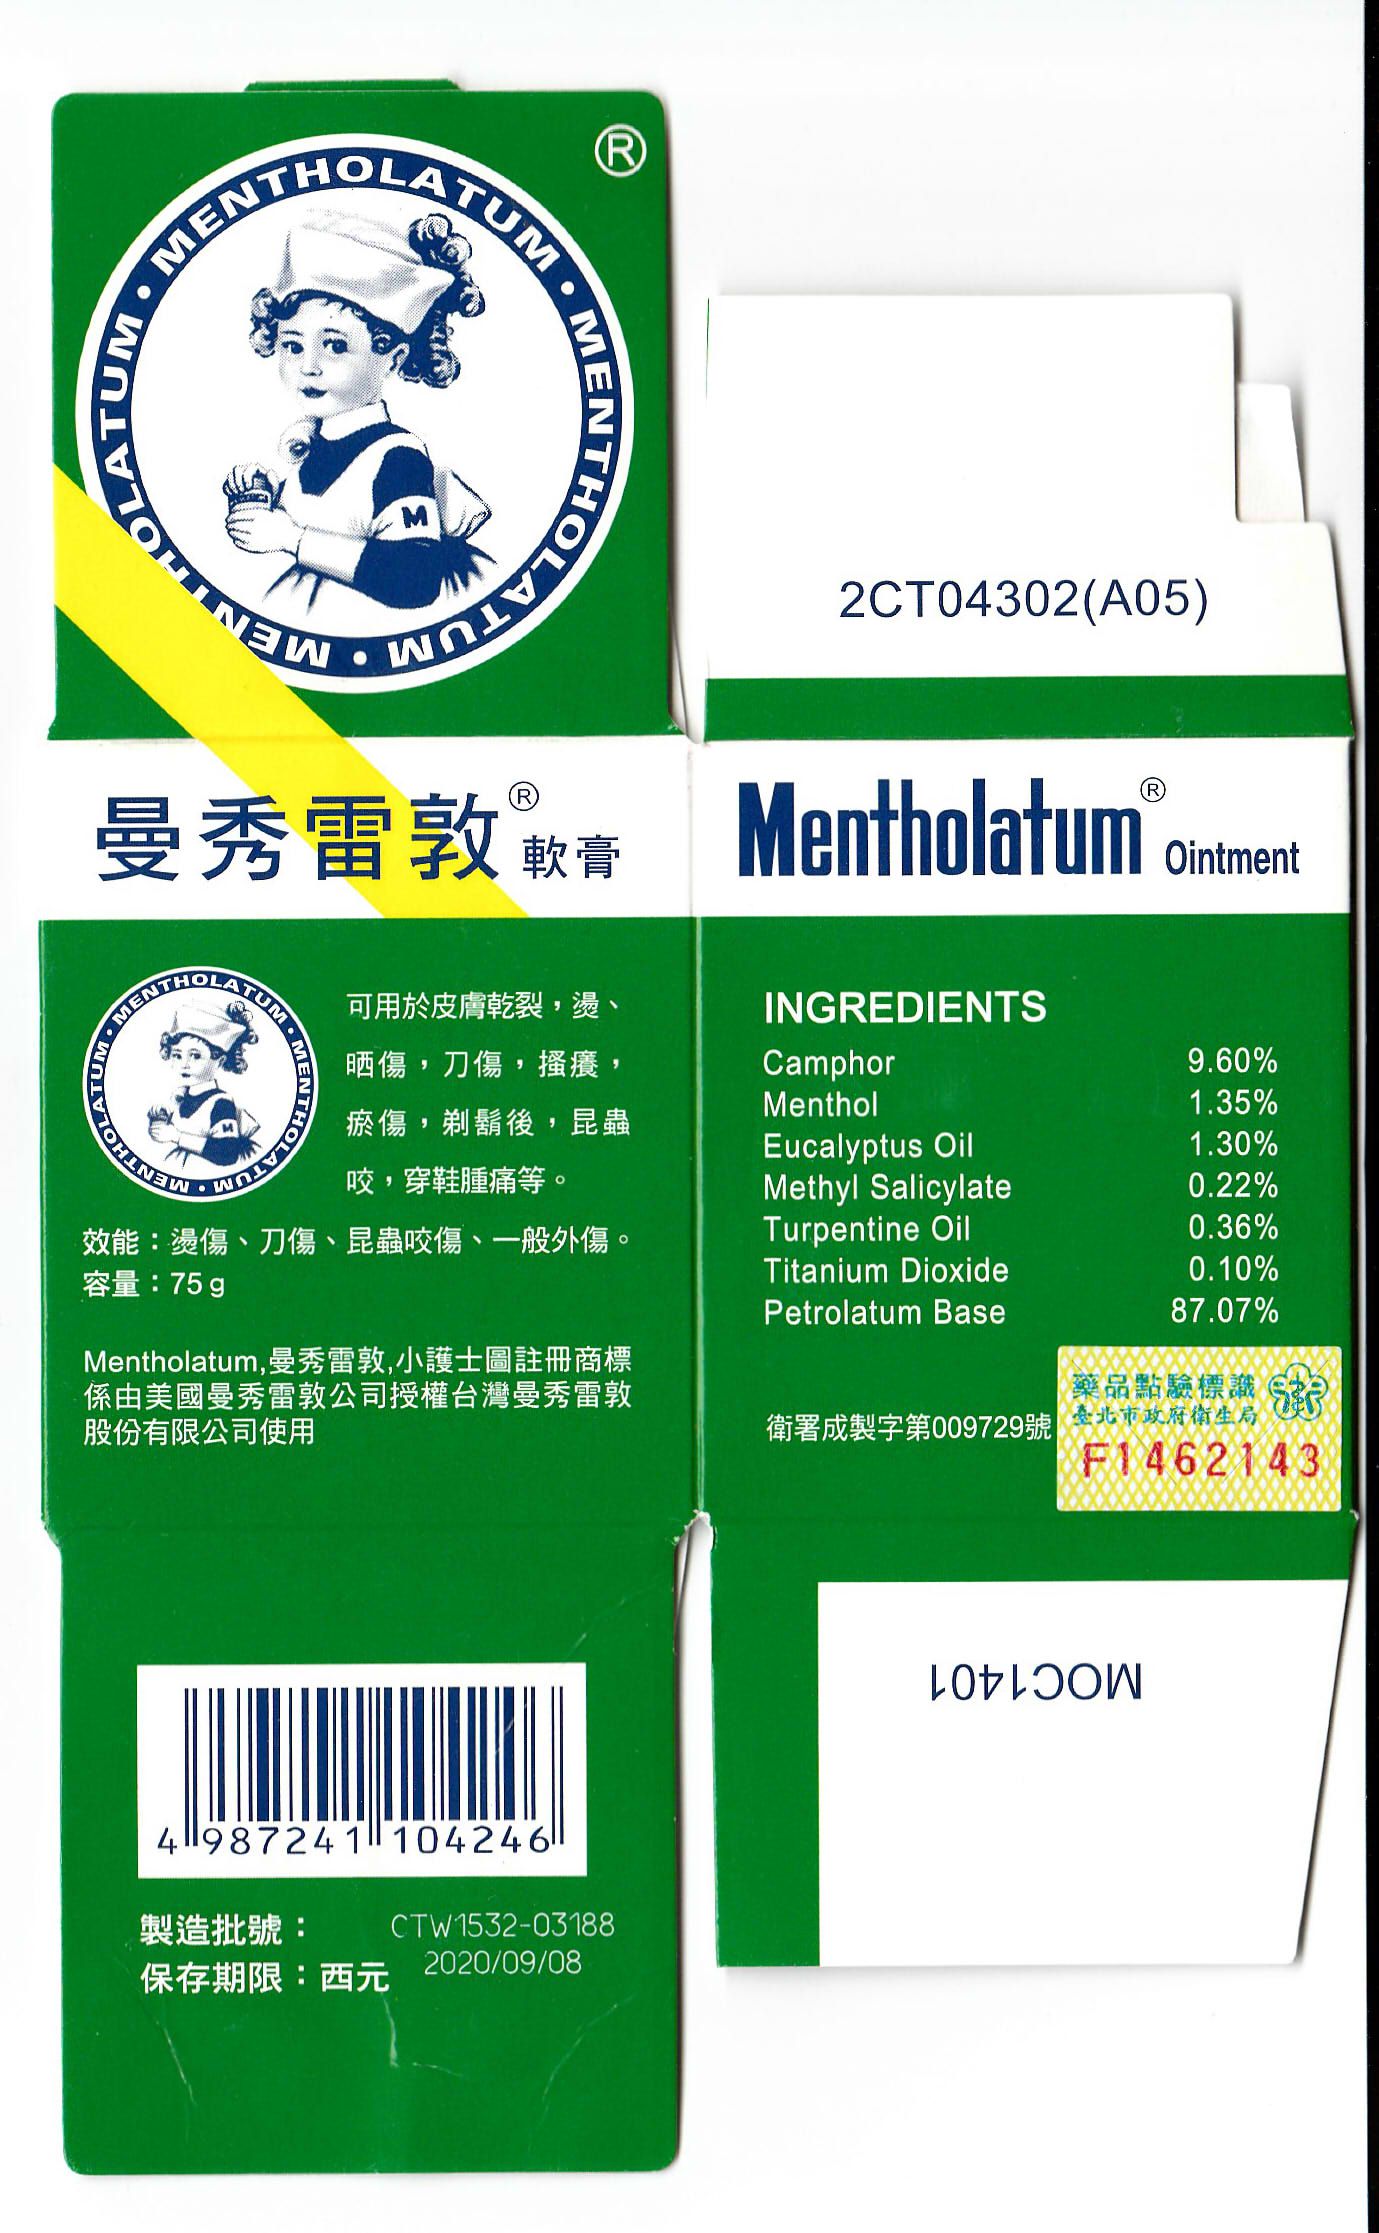 MENTHOLATUM · MENTHOLATUM · MENTHOLATUM ·
®
M
2CT04302(A05)
曼秀雷敦® 軟膏
MENTHOLATUM · MENTHOLATUM · MENTHOLATUM ·
M
可用於皮膚乾裂，燙、
晒傷，刀傷，搔癢，
瘀傷，剃鬍後，昆蟲
咬，穿鞋腫痛等。
效能：燙傷、刀傷、昆蟲咬傷、一般外傷。
容量：75 g
Mentholatum,曼秀雷敦,小護士圖註冊商標
係由美國曼秀雷敦公司授權台灣曼秀雷敦
股份有限公司使用
Mentholatum® Ointment
INGREDIENTS
Camphor 9.60%
Menthol 1.35%
Eucalyptus Oil 1.30%
Methyl Salicylate 0.22%
Turpentine Oil 0.36%
Titanium Dioxide 0.10%
Petrolatum Base 87.07%
衛署成製字第009729號
藥品點驗標識
臺北市政府衛生局
F1462143
4 987241 104246
製造批號： CTW1532-03188
保存期限：西元 2020/09/08
MOC1401